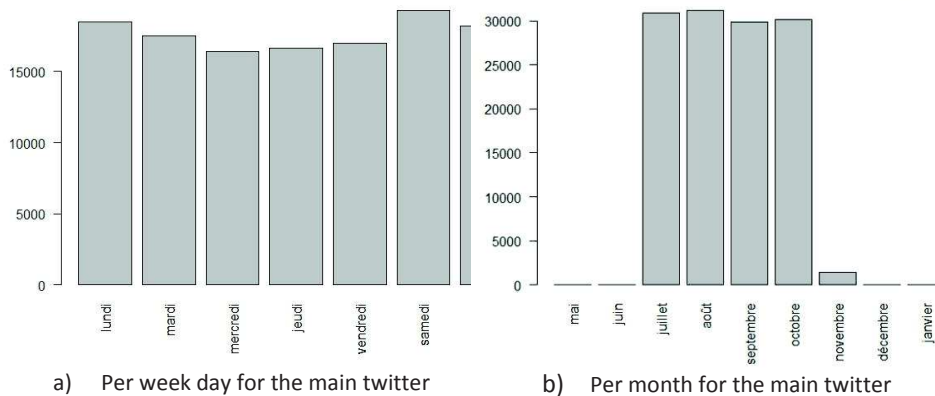 15000
10000
5000
0
lundi
mardi
mercredi
jeudi
vendredi
samedi
a) Per week day for the main twitter
30000
25000
20000
15000
10000
5000
0
mai
juin
juillet
août
septembre
octobre
novembre
décembre
janvier
b) Per month for the main twitter